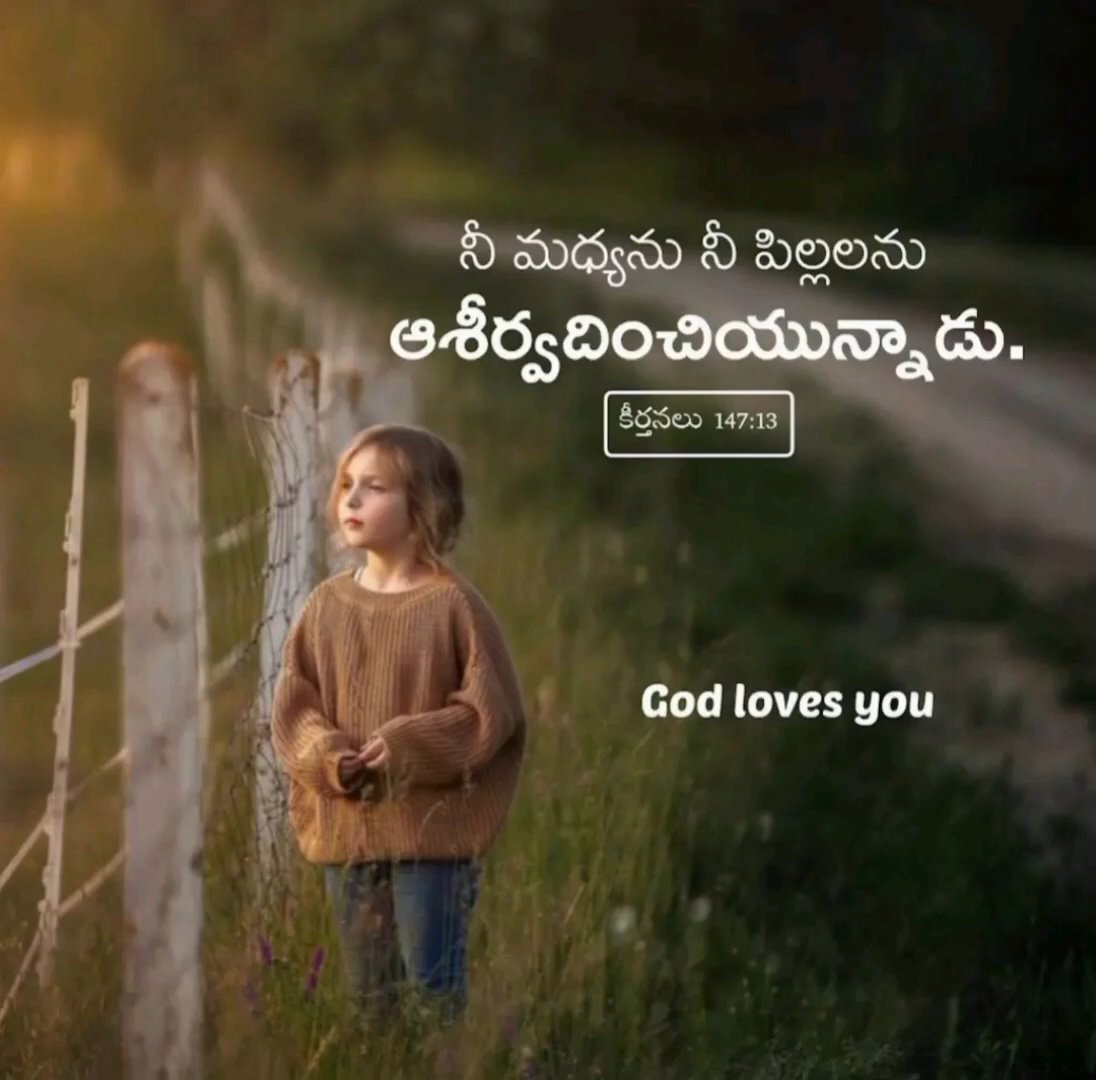 నీ మధ్యను నీ పిల్లలను
ఆశీర్వదించియున్నాడు.
కీర్తనలు 147:13
God loves you